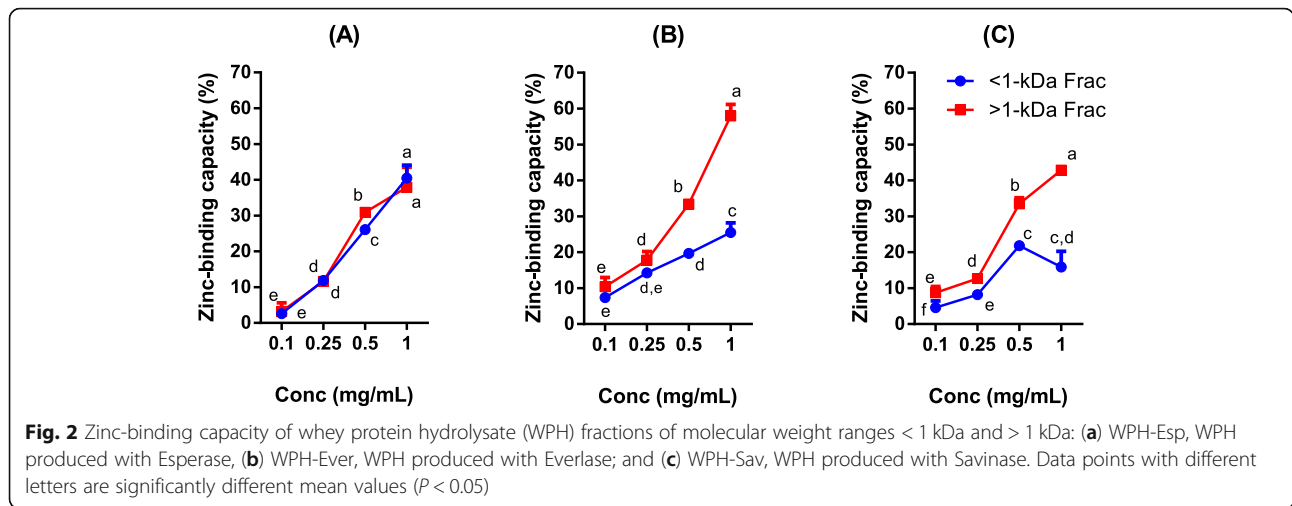 (A)
(B)
(C)
Zinc-binding capacity (%)
70
60
50
40
30
20
10
0
e
e
d
d
b
c
a
a
0.1 0.25 0.5 1
Conc (mg/mL)
Zinc-binding capacity (%)
70
60
50
40
30
20
10
0
e
e
d
d,e
b
d
a
c
0.1 0.25 0.5 1
Conc (mg/mL)
Zinc-binding capacity (%)
70
60
50
40
30
20
10
0
<1-kDa Frac
>1-kDa Frac
e
f
d
e
b
c
a
c,d
0.1 0.25 0.5 1
Conc (mg/mL)
Fig. 2 Zinc-binding capacity of whey protein hydrolysate (WPH) fractions of molecular weight ranges < 1 kDa and > 1 kDa: (a) WPH-Esp, WPH
produced with Esperase, (b) WPH-Ever, WPH produced with Everlase; and (c) WPH-Sav, WPH produced with Savinase. Data points with different
letters are significantly different mean values (P < 0.05)